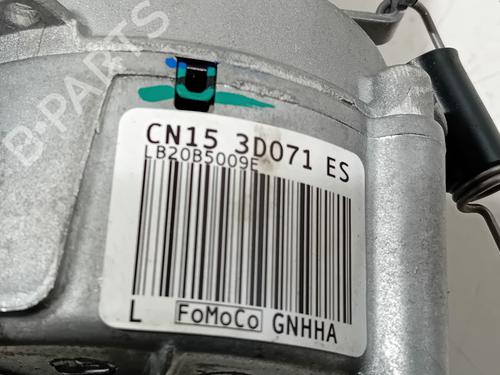 B-PARTS
CN15 3D071 ES
LB20B5009E
L FoMoCo GNHHA